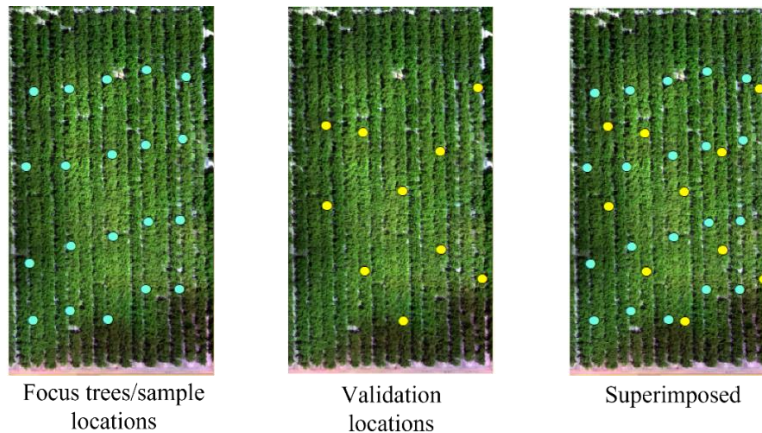 Focus trees/sample
locations
Validation
locations
Superimposed